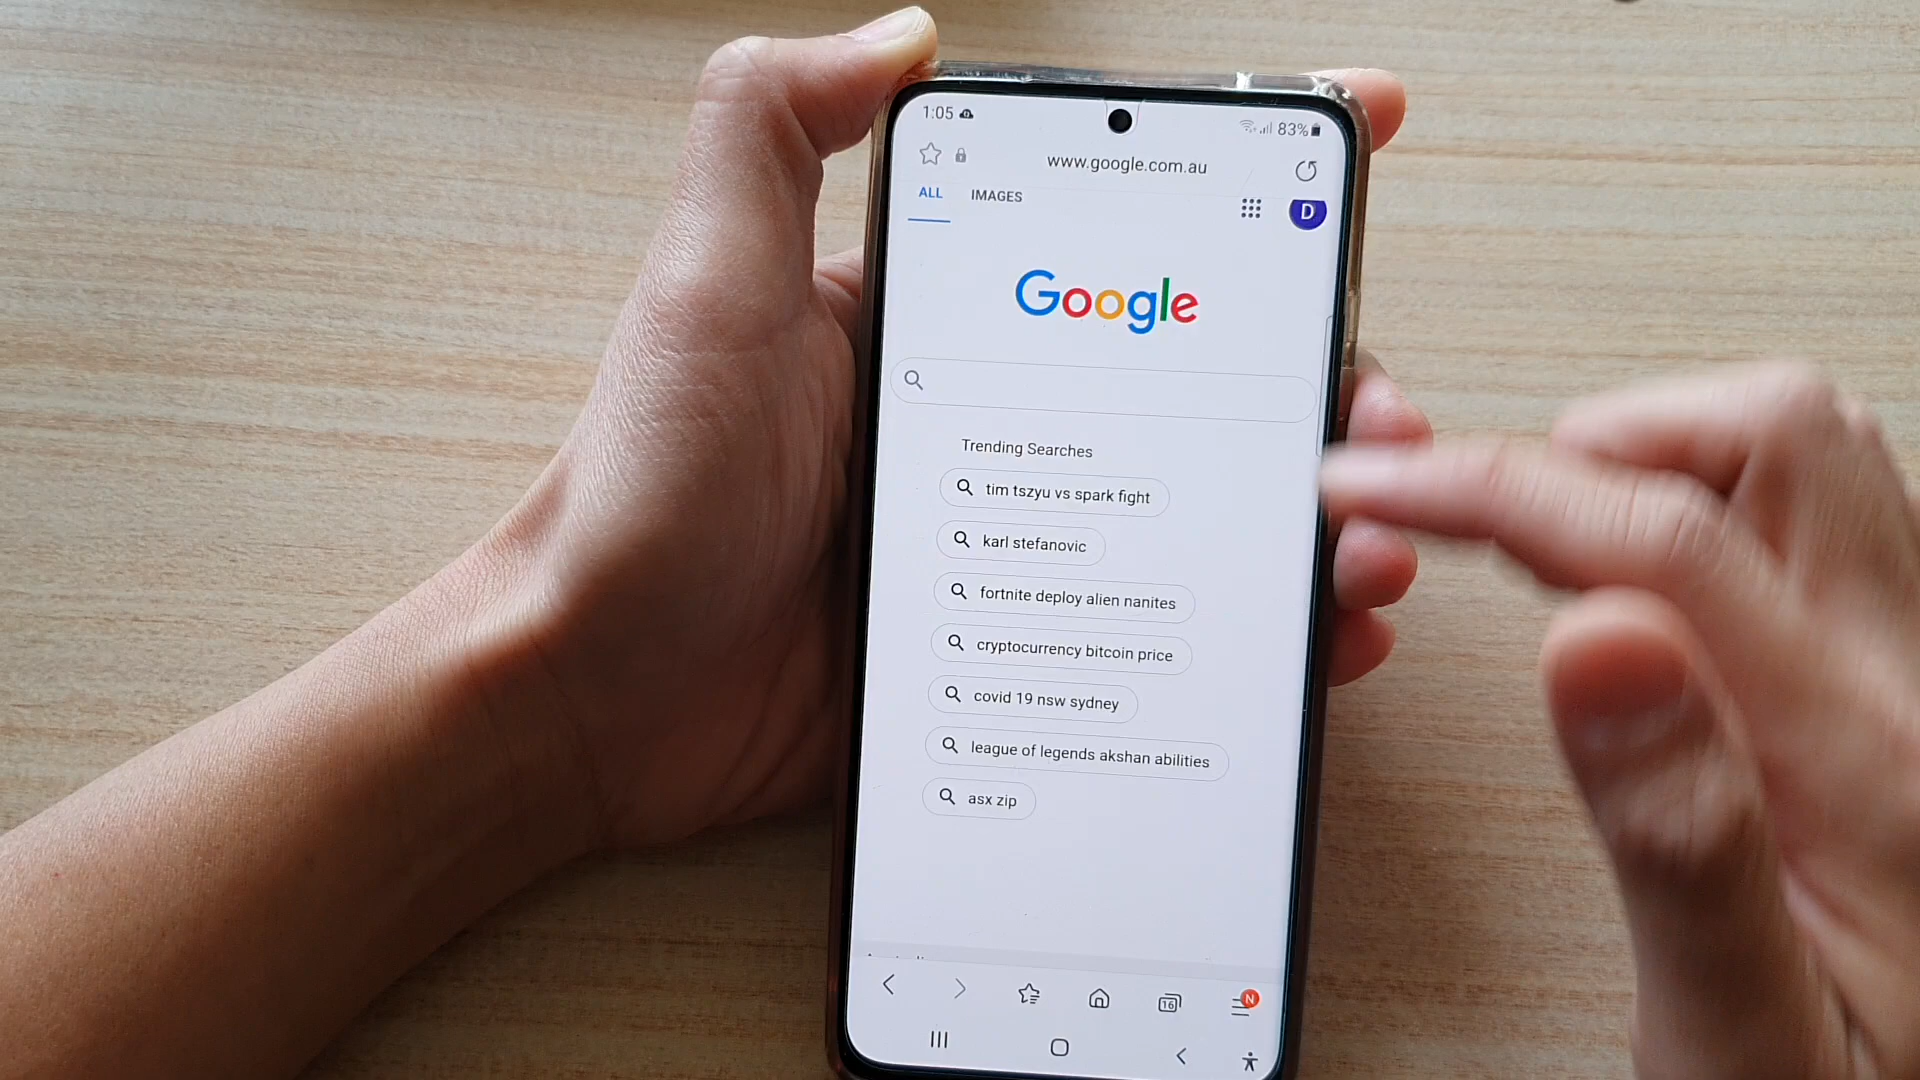 1:05
83%
www.google.com.au
ALL IMAGES
D
Google
Trending Searches
tim tszyu vs spark fight
karl stefanovic
fortnite deploy alien nanites
cryptocurrency bitcoin price
covid 19 nsw sydney
league of legends akshan abilities
asx zip
16
N